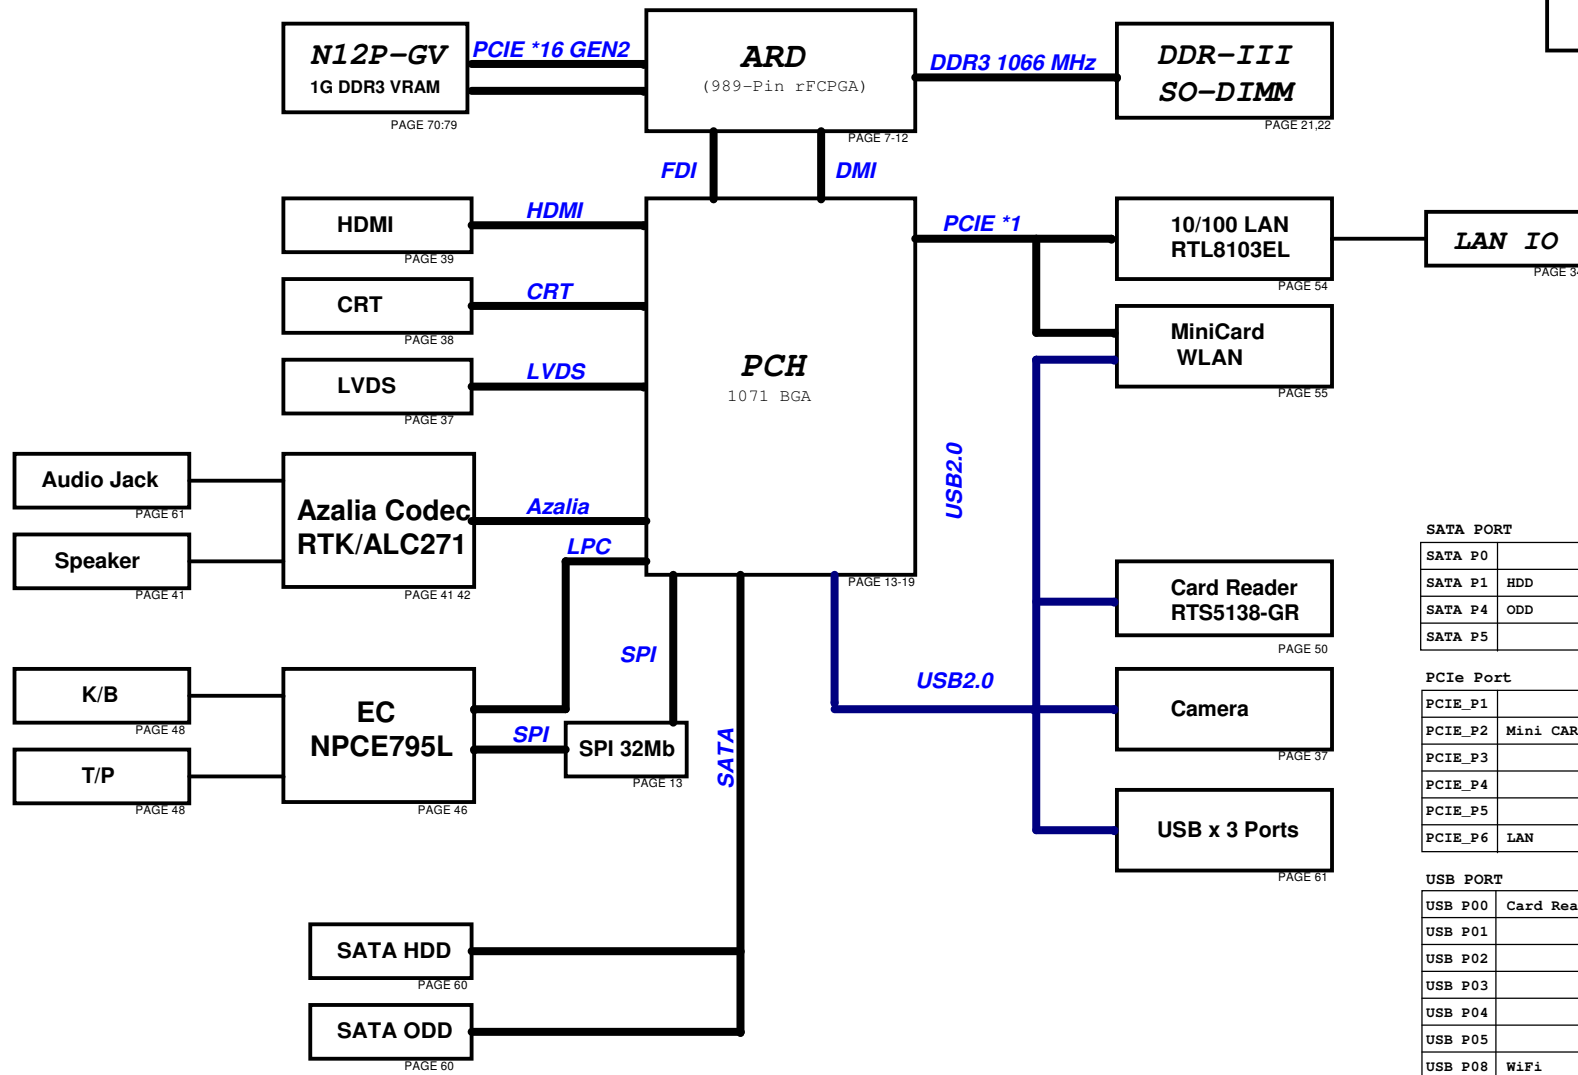 N12P-GV
1G DDR3 VRAM
PAGE 70:79
PCIE *16 GEN2
ARD
(989-Pin rFCPGA)
PAGE 7-12
DDR3 1066 MHz
DDR-III
SO-DIMM
PAGE 21,22
FDI
DMI
HDMI
PAGE 39
HDMI
CRT
PAGE 38
CRT
LVDS
PAGE 37
LVDS
PCH
1071 BGA
PAGE 13-19
PCIE *1
10/100 LAN
RTL8103EL
PAGE 54
LAN IO
PAGE 34
MiniCard
WLAN
PAGE 55
Audio Jack
PAGE 61
Speaker
PAGE 41
Azalia Codec
RTK/ALC271
PAGE 41 42
Azalia
LPC
USB2.0
Card Reader
RTS5138-GR
PAGE 50
K/B
PAGE 48
T/P
PAGE 48
EC
NPCE795L
PAGE 46
SPI
SPI
SPI 32Mb
PAGE 13
SATA
USB2.0
Camera
PAGE 37
USB x 3 Ports
PAGE 61
SATA HDD
PAGE 60
SATA ODD
PAGE 60
SATA PORT
SATA P0
SATA P1 HDD
SATA P4 ODD
SATA P5
PCIe Port
PCIE_P1
PCIE_P2 Mini CAR
PCIE_P3
PCIE_P4
PCIE_P5
PCIE_P6 LAN
USB PORT
USB P00 Card Rea
USB P01
USB P02
USB P03
USB P04
USB P05
USB P08 WiFi